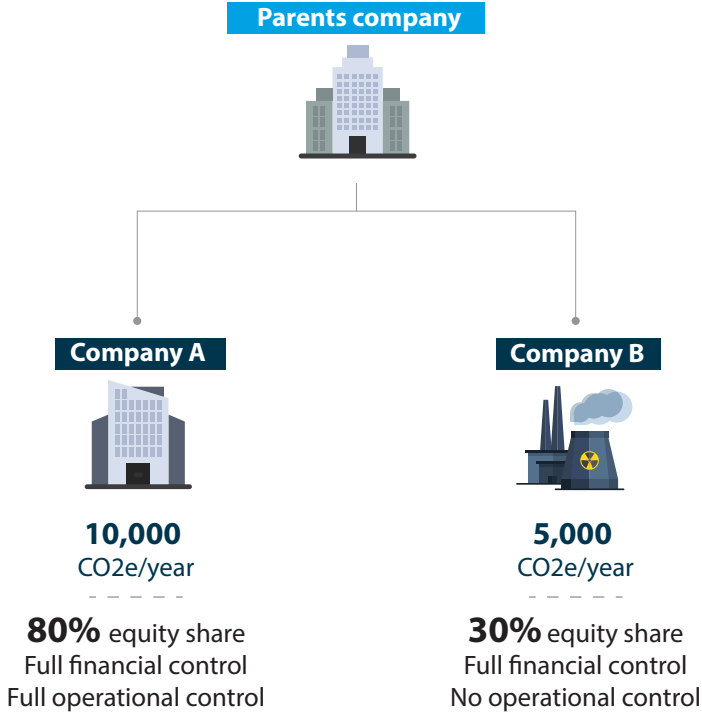 Parents company
Company A
10,000
CO2e/year
80% equity share
Full financial control
Full operational control
Company B
5,000
CO2e/year
30% equity share
Full financial control
No operational control